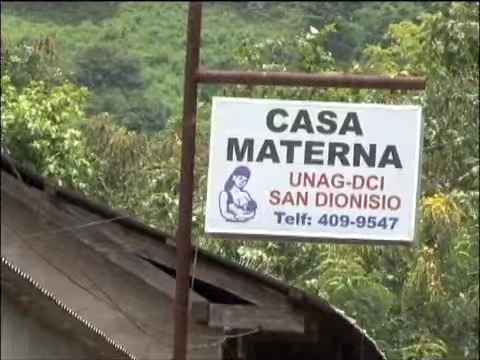 CASA
MATERNA
UNAG-DCI
SAN DIONISIO
Telf: 409-9547